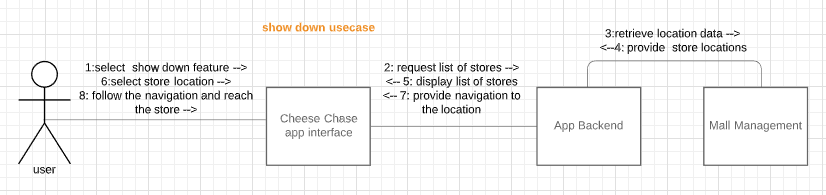 show down usecase
3:retrieve location data -->
<--4: provide store locations
1:select show down feature -->
6:select store location -->
8: follow the navigation and reach
the store -->
2: request list of stores -->
<-- 5: display list of stores
<-- 7: provide navigation to
the location
Cheese Chase
app interface
App Backend
Mall Management
user